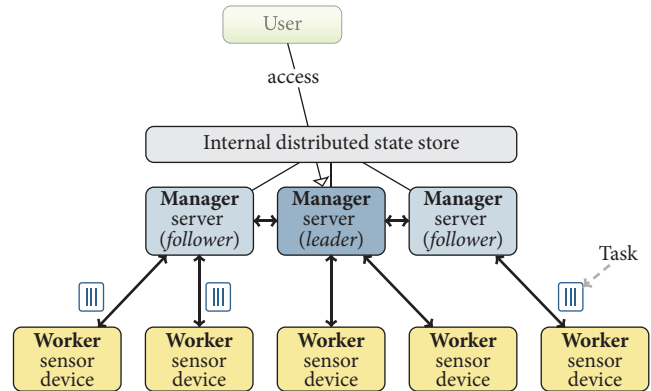 User
access
Internal distributed state store
Manager
server
(follower)
Manager
server
(leader)
Manager
server
(follower)
Task
Worker
sensor
device
Worker
sensor
device
Worker
sensor
device
Worker
sensor
device
Worker
sensor
device